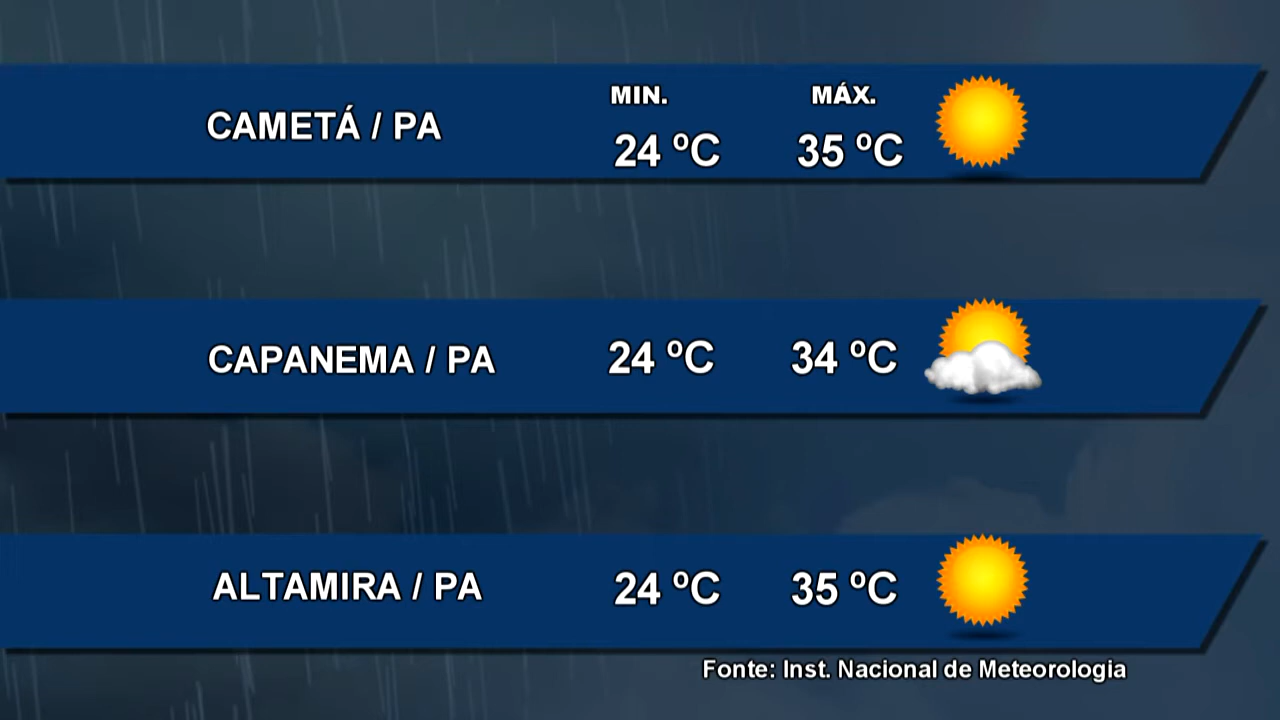 MIN. MÁX.
CAMETÁ / PA 24 ºC 35 ºC
CAPANEMA / PA 24 ºC 34 ºC
ALTAMIRA / PA 24 ºC 35 ºC
Fonte: Inst. Nacional de Meteorologia